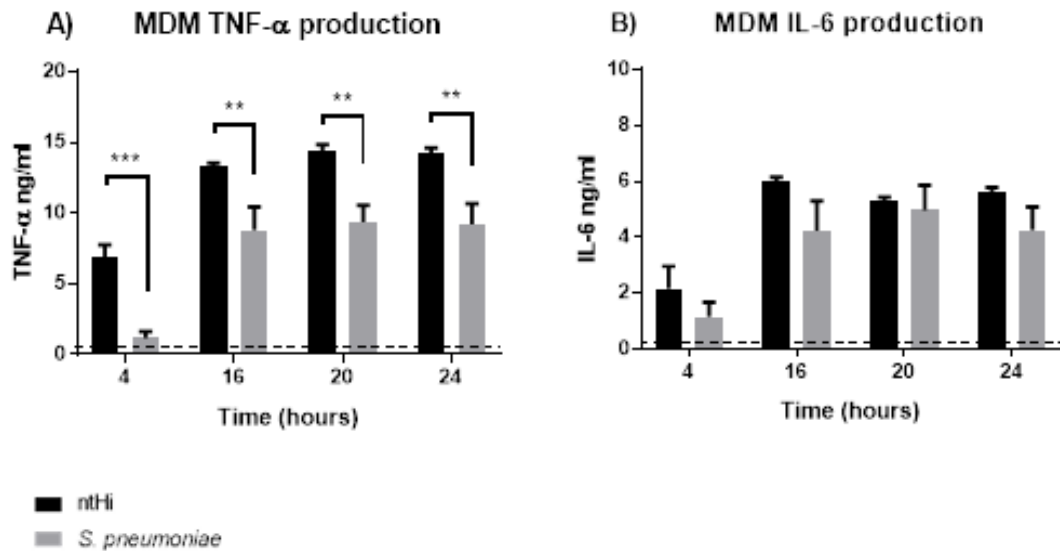 A) MDM TNF-α production
20
15
10
5
0
TNF-α ng/ml
***
**
**
**
4 16 20 24
Time (hours)
B) MDM IL-6 production
10
8
6
4
2
0
IL-6 ng/ml
4 16 20 24
Time (hours)
ntHi
S. pneumoniae